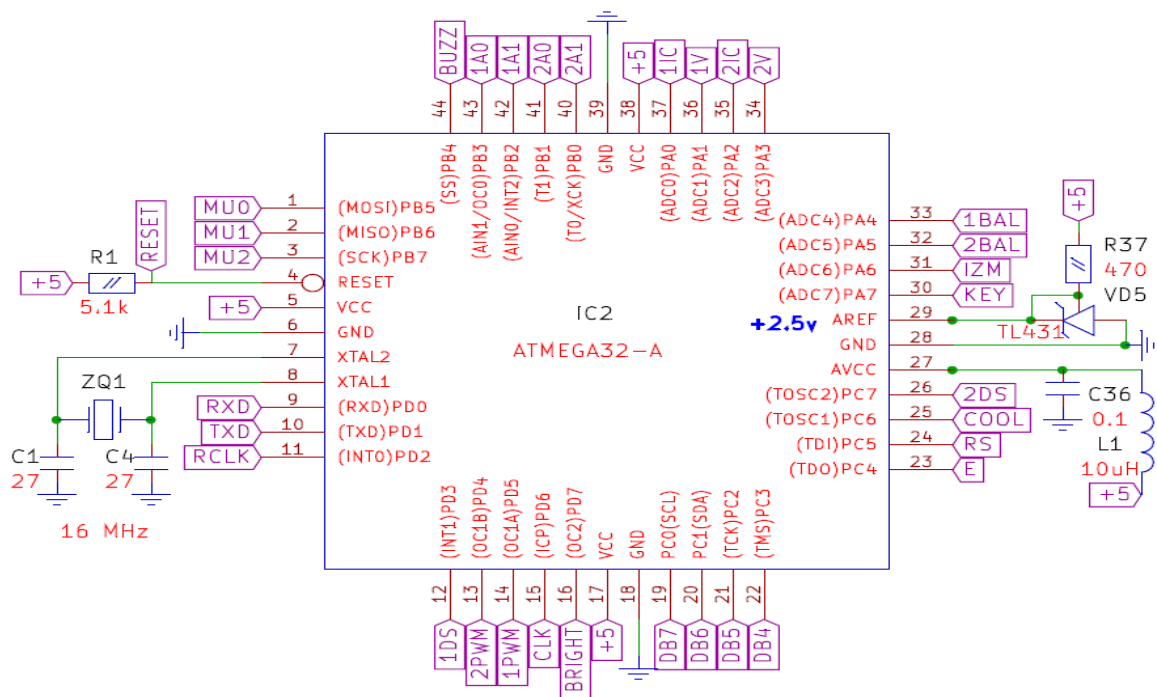 BUZZ
1A0
1A1
2A0
2A1
+5
1IC
1V
2IC
2V
44
43
42
41
40
39
38
37
36
35
34
(SS)PB4
(AIN1/OC0)PB3
(AIN0/INT2)PB2
(T1)PB1
(T0/XCK)PB0
GND
VCC
(ADC0)PA0
(ADC1)PA1
(ADC2)PA2
(ADC3)PA3
MU0 1 (MOSI)PB5
MU1 2 (MISO)PB6
MU2 3 (SCK)PB7
RESET
R1
+5
5.1k
4 RESET
+5 5 VCC
6 GND
7 XTAL2
8 XTAL1
ZQ1
RXD 9 (RXD)PD0
TXD 10 (TXD)PD1
RCLK 11 (INT0)PD2
C1
27
C4
27
16 MHz
IC2
ATMEGA32-A
+2.5v
(ADC4)PA4 33 1BAL
(ADC5)PA5 32 2BAL
(ADC6)PA6 31 IZM
(ADC7)PA7 30 KEY
AREF 29
GND 28
AVCC 27
(TOSC2)PC7 26 2DS
(TOSC1)PC6 25 COOL
(TDI)PC5 24 RS
(TDO)PC4 23 E
+5
R37
470
VD5
TL431
C36
0.1
L1
10uH
+5
(INT1)PD3
(OC1B)PD4
(OC1A)PD5
(ICP)PD6
(OC2)PD7
VCC
GND
PC0(SCL)
PC1(SDA)
(TCK)PC2
(TMS)PC3
12
13
14
15
16
17
18
19
20
21
22
1DS
2PWM
1PWM
CLK
BRIGHT
+5
DB7
DB6
DB5
DB4